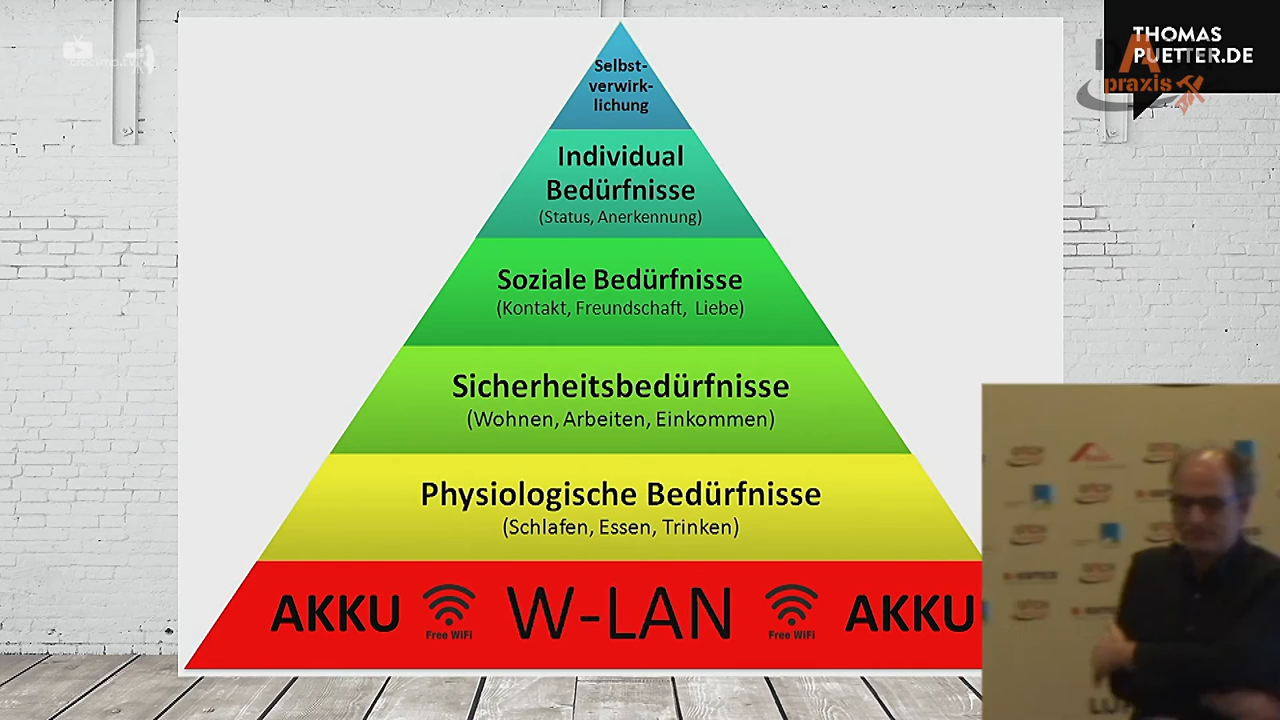 THOMAS
PUETTER.DE
praxis
Selbst-
verwirk-
lichung
Individual
Bedürfnisse
(Status, Anerkennung)
Soziale Bedürfnisse
(Kontakt, Freundschaft, Liebe)
Sicherheitsbedürfnisse
(Wohnen, Arbeiten, Einkommen)
Physiologische Bedürfnisse
(Schlafen, Essen, Trinken)
AKKU Free WiFi W-LAN Free WiFi AKKU